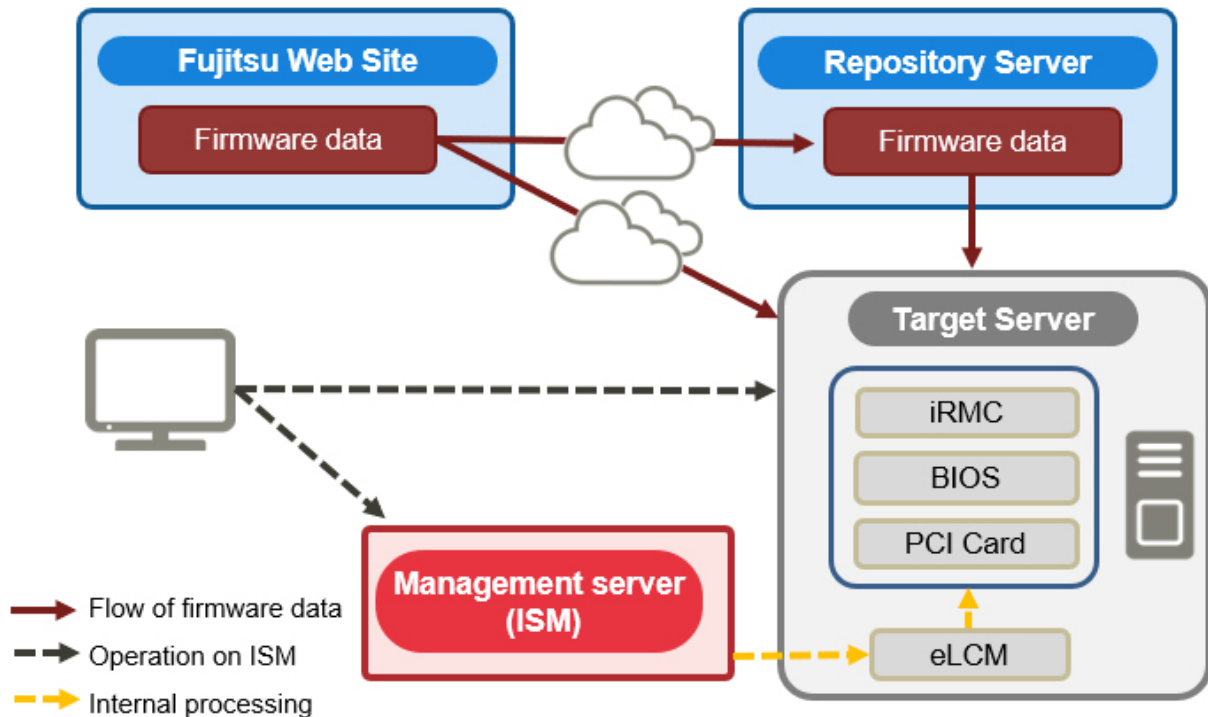 Fujitsu Web Site
Firmware data
Repository Server
Firmware data
Target Server
iRMC
BIOS
PCI Card
eLCM
Management server
(ISM)
Flow of firmware data
Operation on ISM
Internal processing